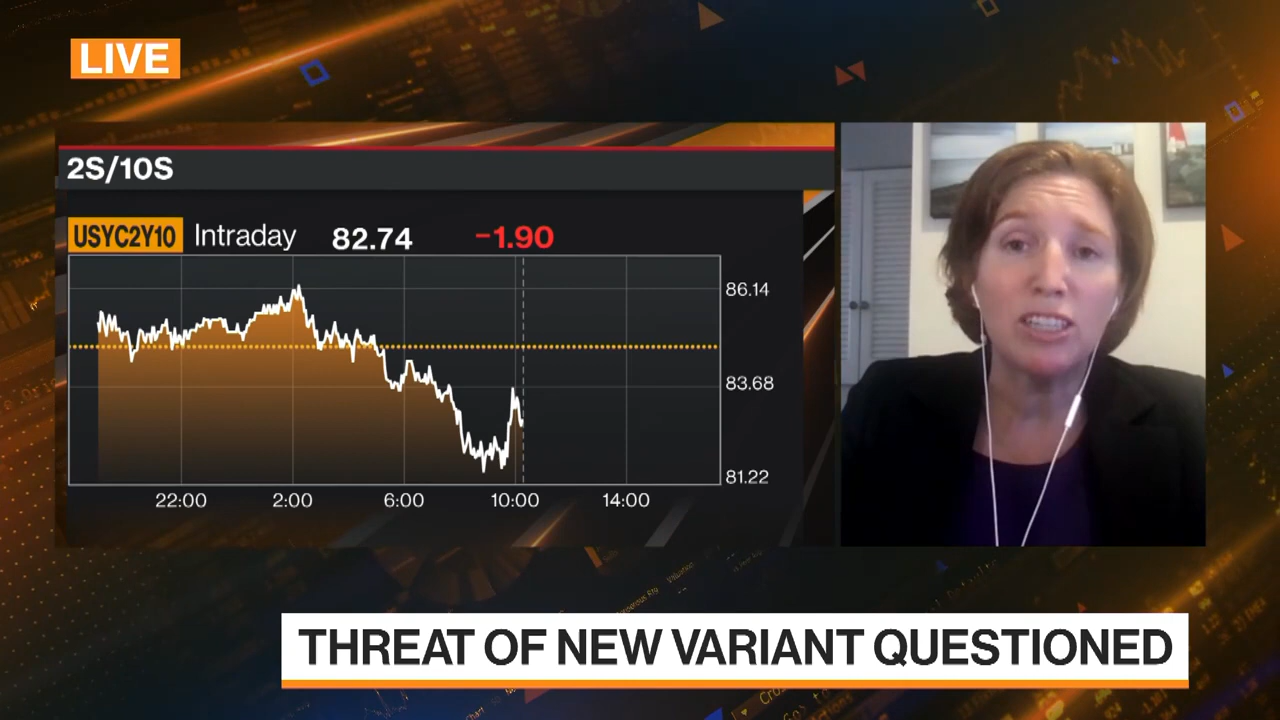 LIVE
2S/10S
USYC2Y10 Intraday 82.74 −1.90
86.14
83.68
81.22
22:00 2:00 6:00 10:00 14:00
THREAT OF NEW VARIANT QUESTIONED